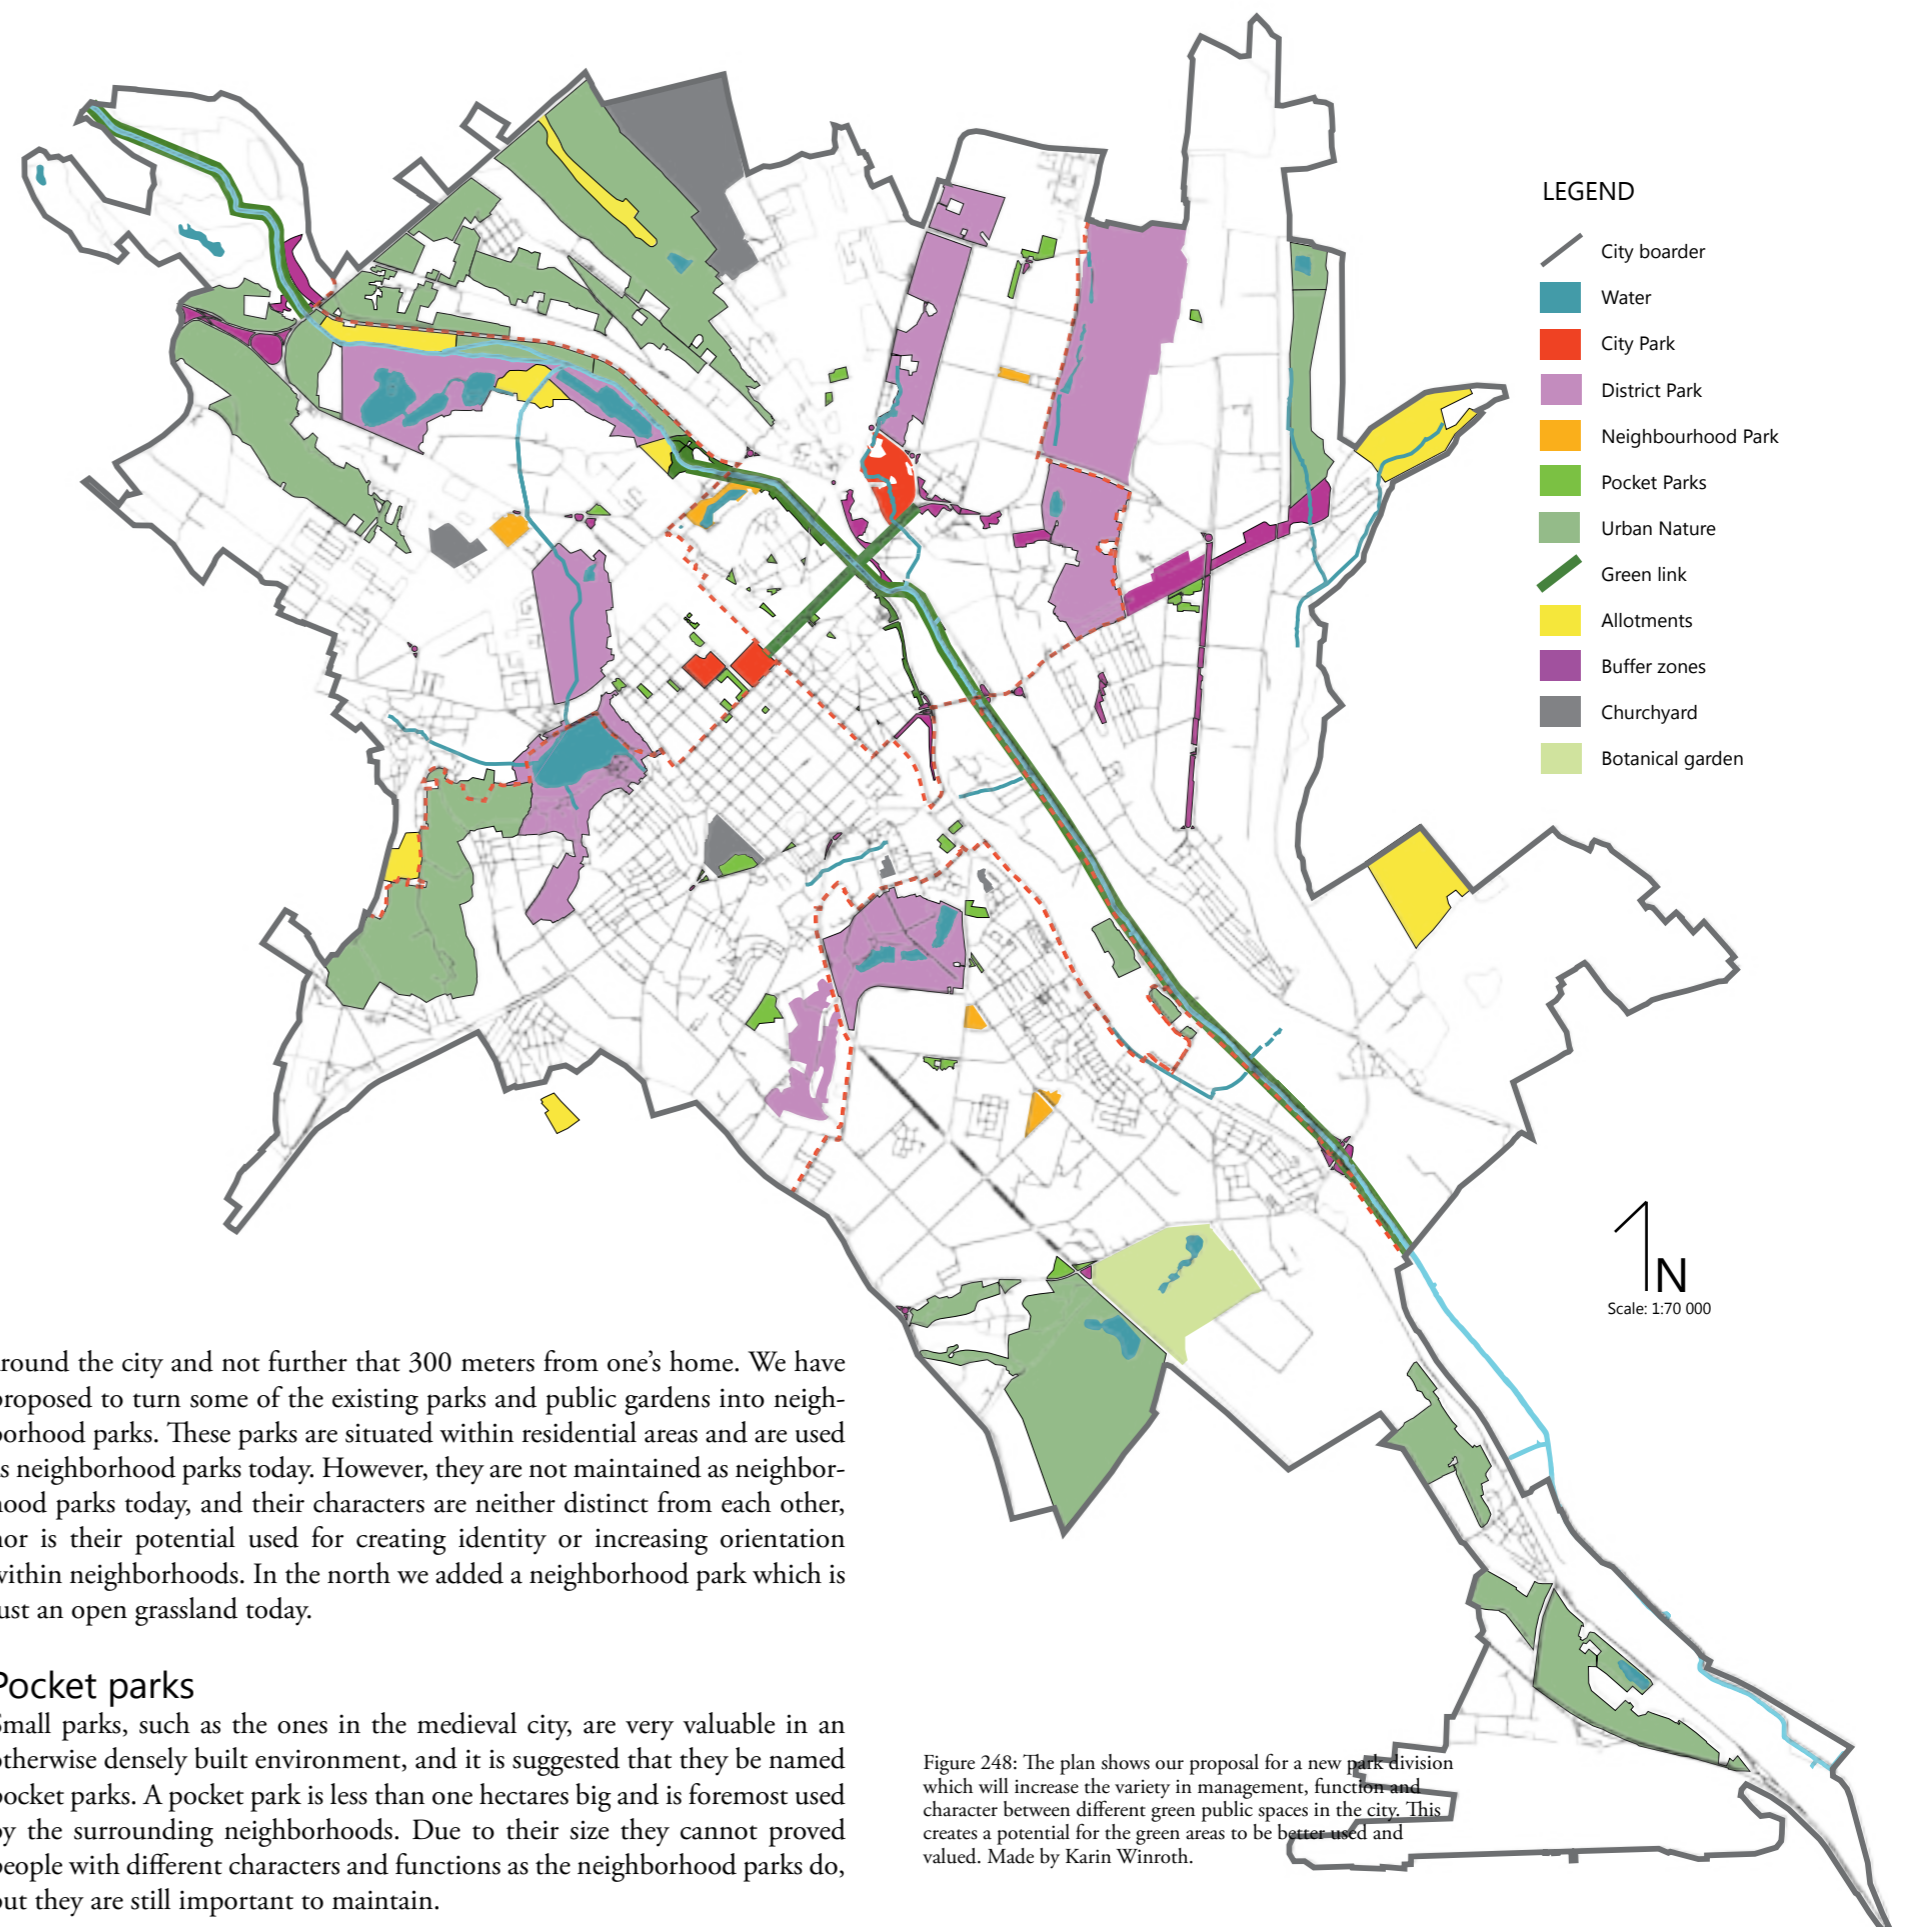 LEGEND
City boarder
Water
City Park
District Park
Neighbourhood Park
Pocket Parks
Urban Nature
Green link
Allotments
Buffer zones
Churchyard
Botanical garden
N
Scale: 1:70 000
round the city and not further that 300 meters from one's home. We have
proposed to turn some of the existing parks and public gardens into neigh-
borhood parks. These parks are situated within residential areas and are used
s neighborhood parks today. However, they are not maintained as neighbor-
hood parks today, and their characters are neither distinct from each other,
nor is their potential used for creating identity or increasing orientation
within neighborhoods. In the north we added a neighborhood park which is
ust an open grassland today.
Pocket parks
Small parks, such as the ones in the medieval city, are very valuable in an
otherwise densely built environment, and it is suggested that they be named
pocket parks. A pocket park is less than one hectares big and is foremost used
by the surrounding neighborhoods. Due to their size they cannot proved
people with different characters and functions as the neighborhood parks do,
but they are still important to maintain.
Figure 248: The plan shows our proposal for a new park division
which will increase the variety in management, function and
character between different green public spaces in the city. This
creates a potential for the green areas to be better used and
valued. Made by Karin Winroth.